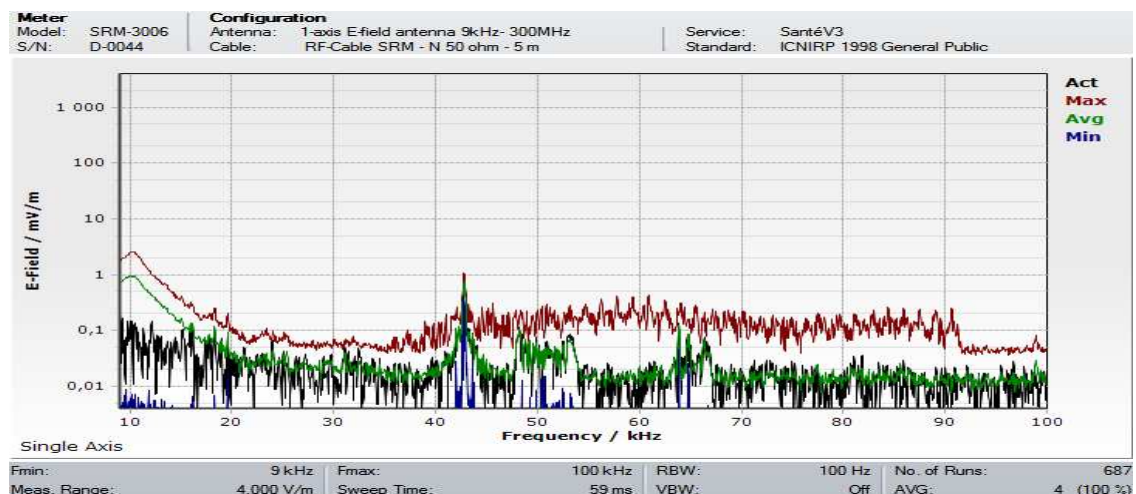 Meter Configuration
Model: SRM-3006 Antenna: 1-axis E-field antenna 9kHz- 300MHz Service: SantéV3
S/N: D-0044 Cable: RF-Cable SRM - N 50 ohm - 5 m Standard: ICNIRP 1998 General Public
Act
Max
Avg
Min
E-Field / mV/m
1 000
100
10
1
0,1
0,01
10 20 30 40 50 60 70 80 90 100
Frequency / kHz
Single Axis
Fmin: 9 kHz Fmax: 100 kHz RBW: 100 Hz No. of Runs: 687
Meas. Range: 4.000 V/m Sweep Time: 59 ms VBW: Off AVG: 4 (100 %)